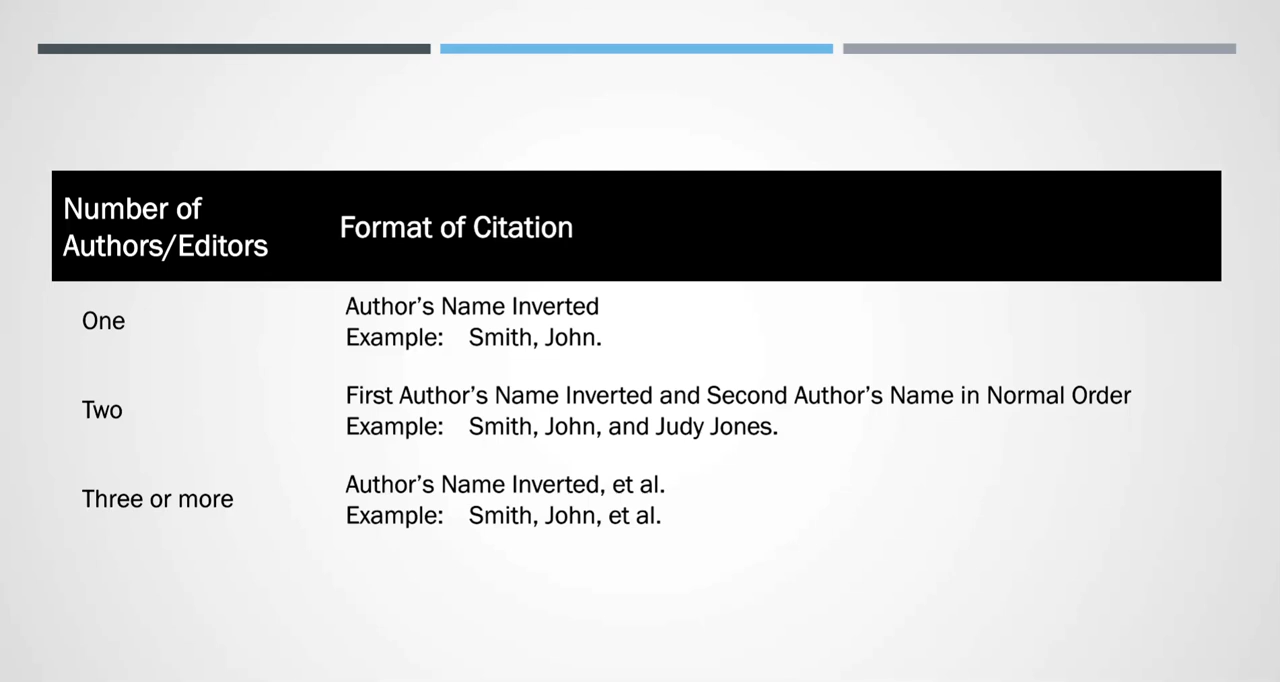 Number of
Authors/Editors
Format of Citation
One
Author’s Name Inverted
Example: Smith, John.
Two
First Author’s Name Inverted and Second Author’s Name in Normal Order
Example: Smith, John, and Judy Jones.
Three or more
Author’s Name Inverted, et al.
Example: Smith, John, et al.